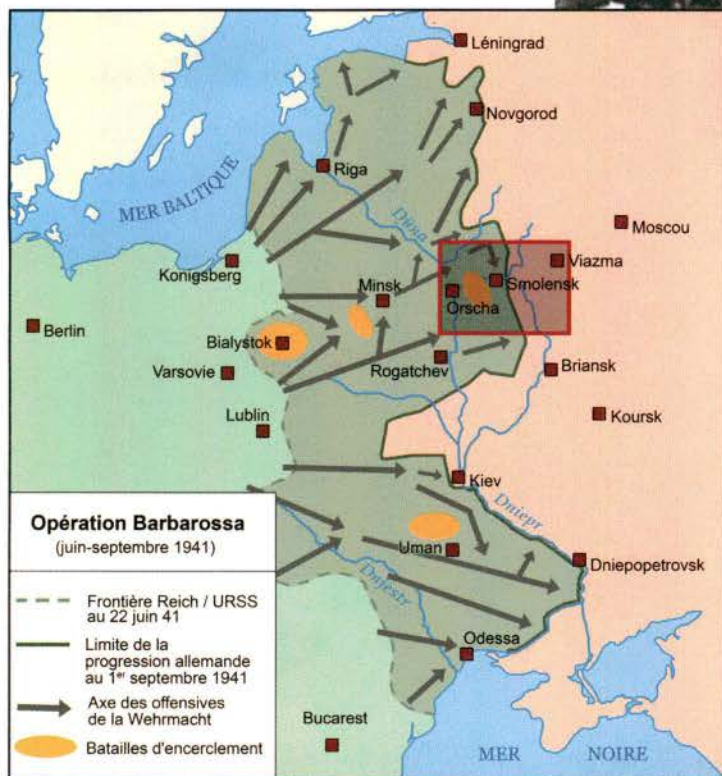 Léningrad
Novgorod
Riga
MER BALTIQUE
Düna
Moscou
Konigsberg
Viazma
Minsk
Smolensk
Orscha
Berlin
Bialystok
Varsovie
Rogatchev
Briansk
Lublin
Koursk
Kiev
Dniepr
Opération Barbarossa
(juin-septembre 1941)
Uman
Dniepopetrovsk
Dniestr
Frontière Reich / URSS
au 22 juin 41
Limite de la
progression allemande
au 1er septembre 1941
Odessa
Axe des offensives
de la Wehrmacht
Bucarest
Batailles d'encerclement
MER NOIRE